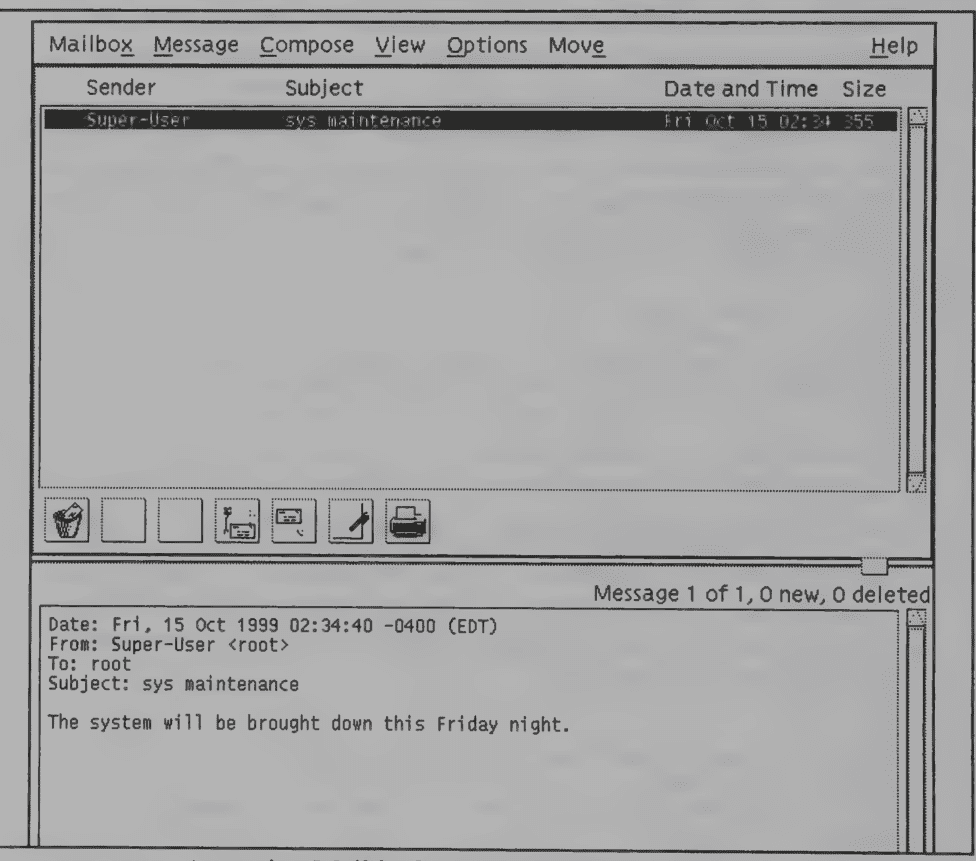 Mailbox Message Compose View Options Move Help
Sender Subject Date and Time Size
Super-User sys maintenance Fri Oct 15 02:34 355
Message 1 of 1, 0 new, 0 deleted
Date: Fri, 15 Oct 1999 02:34:40 -0400 (EDT)
From: Super-User <root>
To: root
Subject: sys maintenance
The system will be brought down this Friday night.